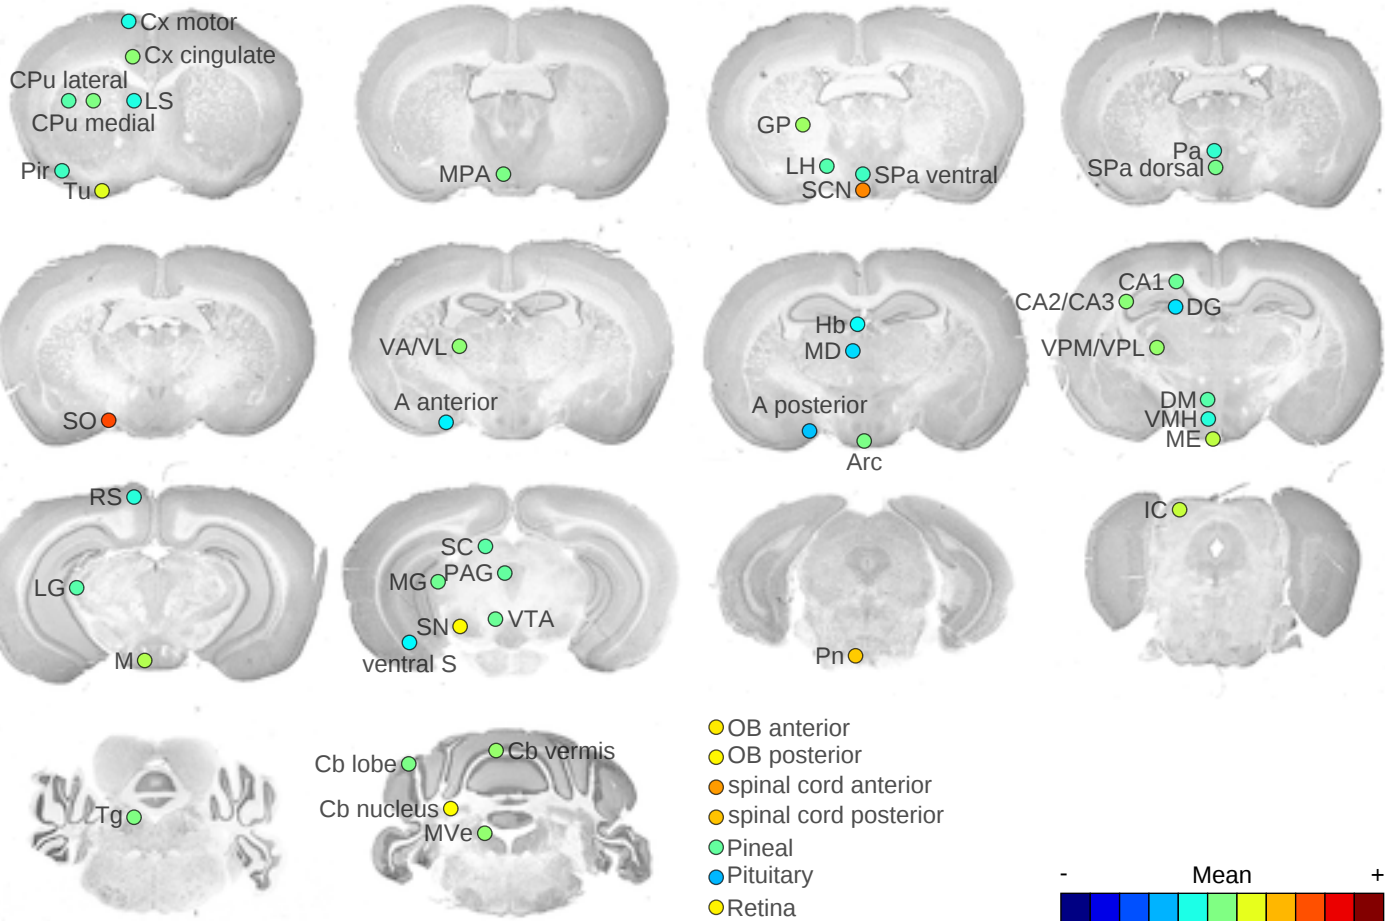 Cx motor
Cx cingulate
CPu lateral
LS
CPu medial
Pir
Tu
MPA
GP
LH
SPa ventral
SCN
Pa
SPa dorsal
SO
VA/VL
A anterior
Hb
MD
A posterior
Arc
CA1
CA2/CA3
DG
VPM/VPL
DM
VMH
ME
RS
LG
M
SC
MG
PAG
SN
VTA
ventral S
Pn
IC
Tg
Cb lobe
Cb vermis
Cb nucleus
MVe
OB anterior
OB posterior
spinal cord anterior
spinal cord posterior
Pineal
Pituitary
Retina
- Mean +